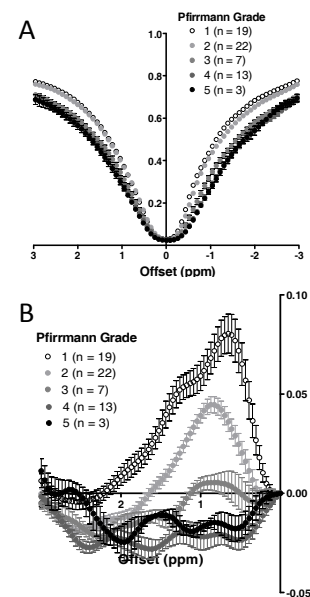 A
Pfirrmann Grade
1 (n = 19)
2 (n = 22)
3 (n = 7)
4 (n = 13)
5 (n = 3)
1.0
0.8
0.6
0.4
0.2
3 2 1 0 -1 -2 -3
Offset (ppm)
B
Pfirrmann Grade
1 (n = 19)
2 (n = 22)
3 (n = 7)
4 (n = 13)
5 (n = 3)
0.10
0.05
0.00
-0.05
2 1
Offset (ppm)